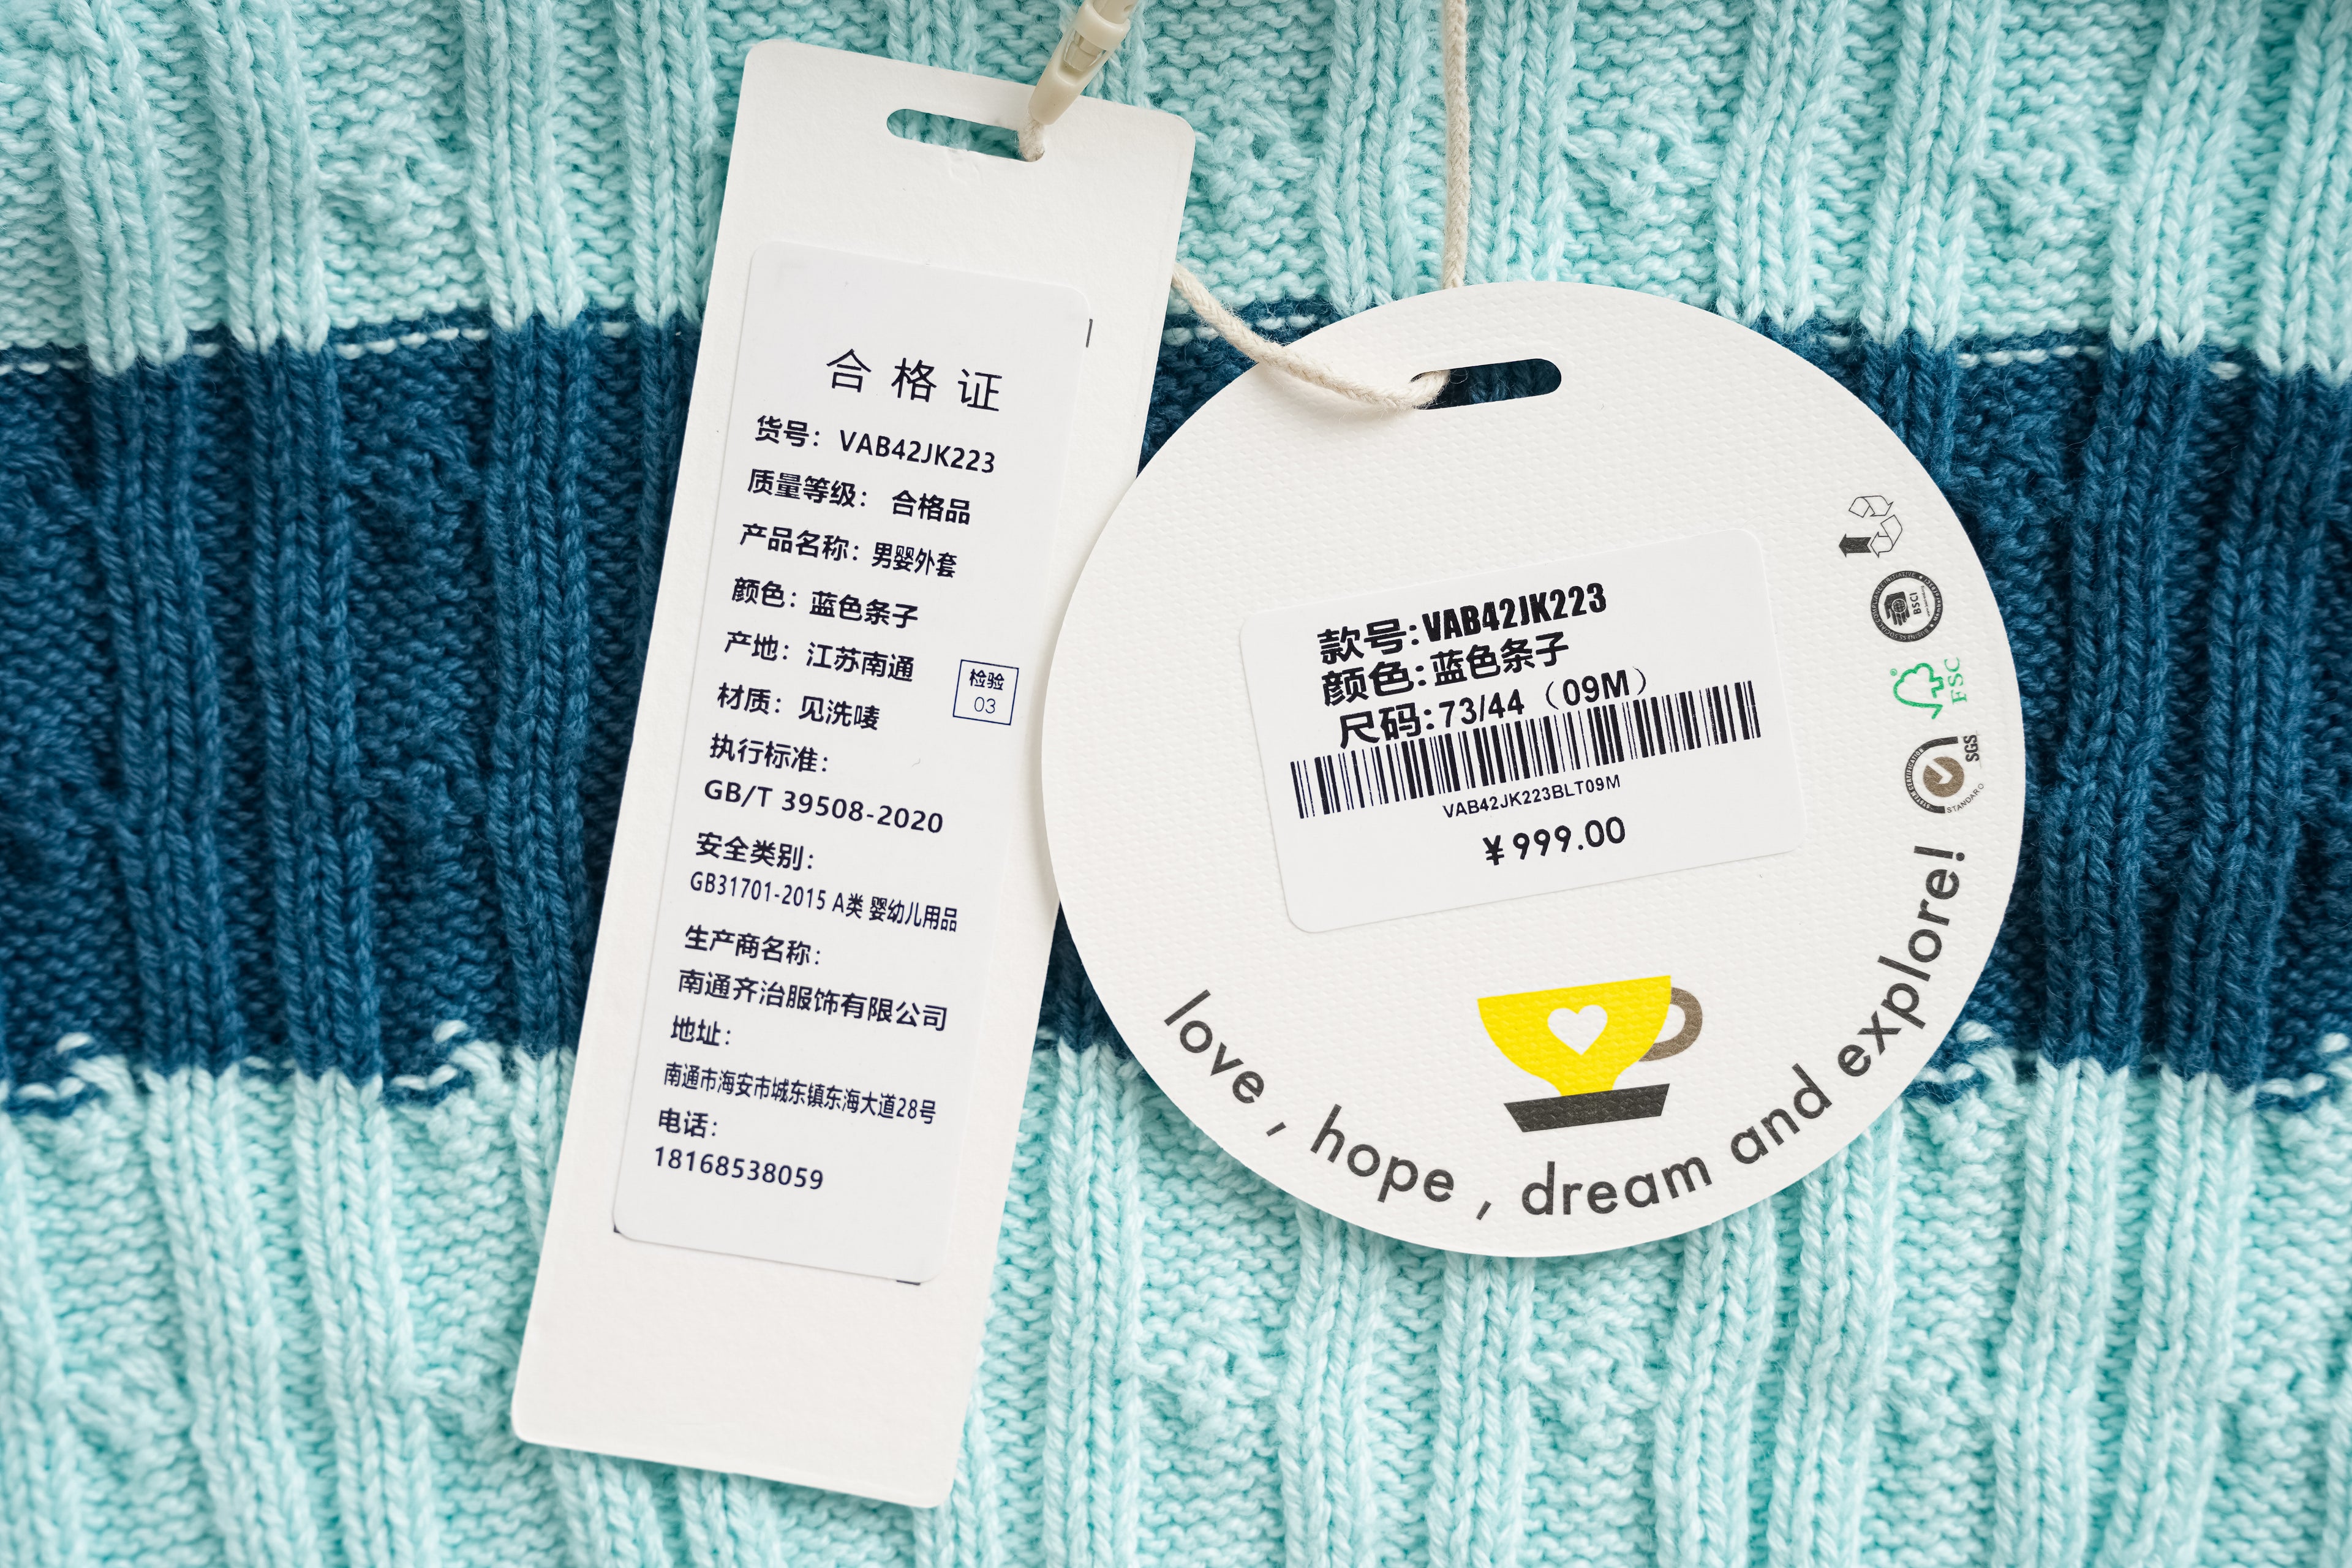 合格证
货号：VAB42JK223
质量等级：合格品
产品名称：男婴外套
颜色：蓝色条子
产地：江苏南通
材质：见洗唛
检验
03
执行标准：
GB/T 39508-2020
安全类别：
GB31701-2015 A类 婴幼儿用品
生产商名称：
南通齐治服饰有限公司
地址：
南通市海安市城东镇东海大道28号
电话：
18168538059
款号:VAB42JK223
颜色:蓝色条子
尺码:73/44（09M）
VAB42JK223BLT09M
¥999.00
BSCI
FSC
SGS
love , hope , dream and explore!